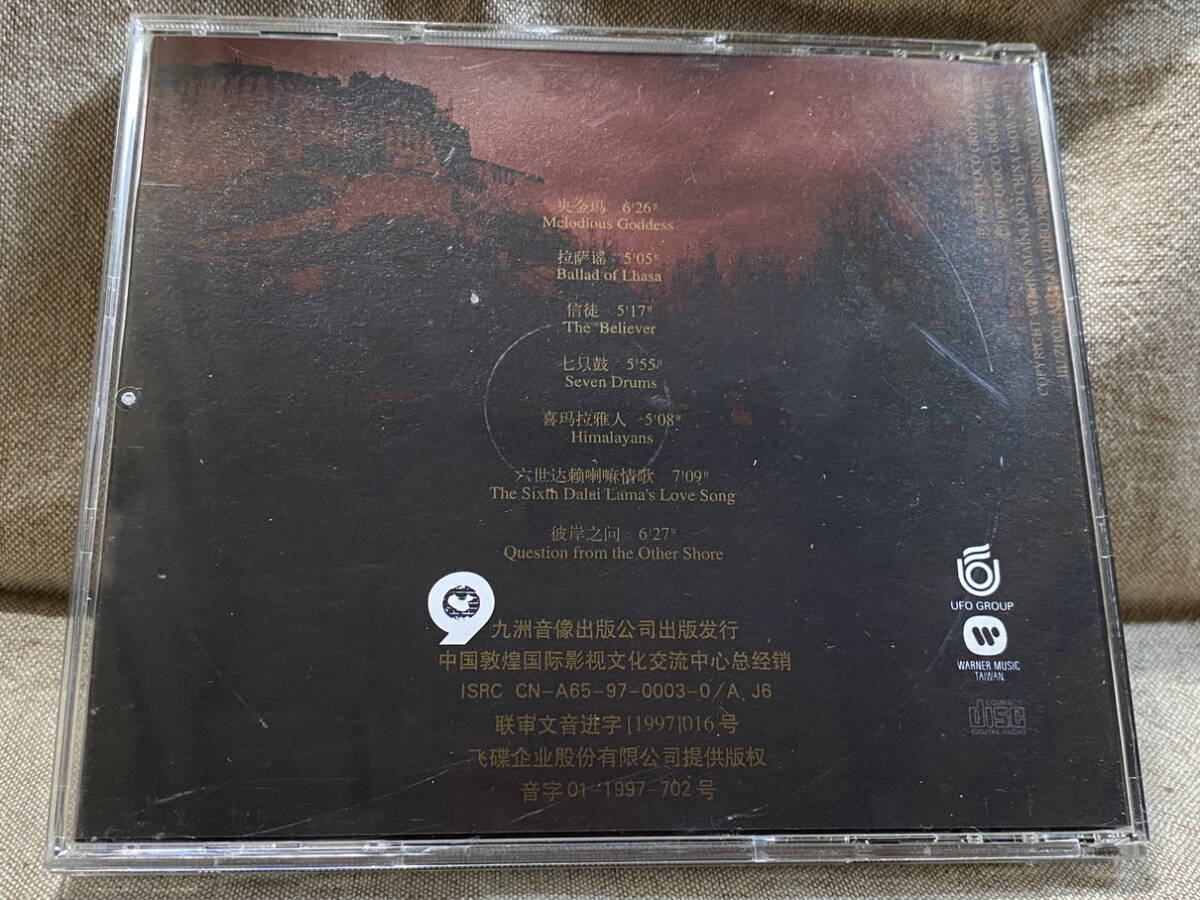 央金玛 6'26"
Melodious Goddess
拉萨谣 5'05"
Ballad of Lhasa
信徒 5'17"
The Believer
七只鼓 5'55"
Seven Drums
喜玛拉雅人 5'08"
Himalayans
六世达赖喇嘛情歌 7'09"
The Sixth Dalai Lama's Love Song
彼岸之问 6'27"
Question from the Other Shore
9
九洲音像出版公司出版发行
中国敦煌国际影视文化交流中心总经销
ISRC CN-A65-97-0003-0/A.J6
联审文音进字[1997]016号
飞碟企业股份有限公司提供版权
音字01-1997-702号
UFO GROUP
WARNER MUSIC
TAIWAN
COMPACT
disc
DIGITAL AUDIO
COPYRIGHT